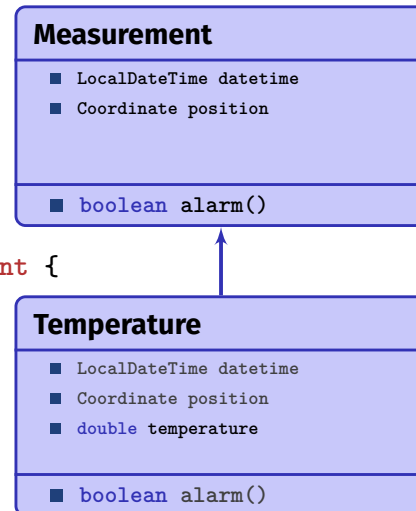 Measurement
LocalDateTime datetime
Coordinate position
boolean alarm()
nt {
Temperature
LocalDateTime datetime
Coordinate position
double temperature
boolean alarm()